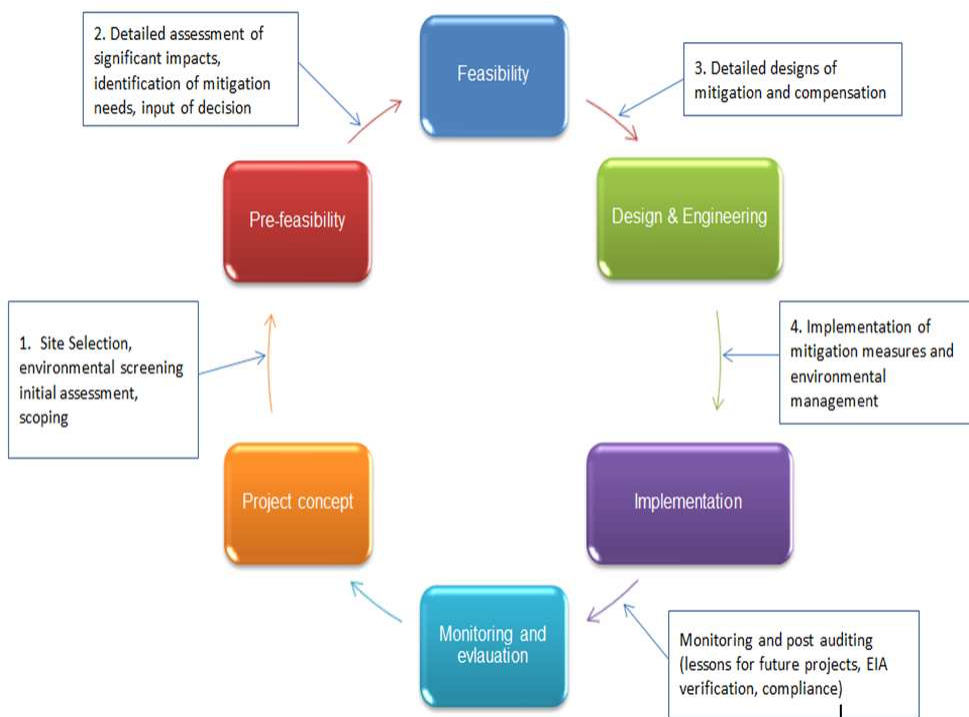 2. Detailed assessment of
significant impacts,
identification of mitigation
needs, input of decision
Feasibility
3. Detailed designs of
mitigation and compensation
Pre-feasibility
Design & Engineering
1. Site Selection,
environmental screening
initial assessment,
scoping
4. Implementation of
mitigation measures and
environmental
management
Project concept
Implementation
Monitoring and
evlauation
Monitoring and post auditing
(lessons for future projects, EIA
verification, compliance)